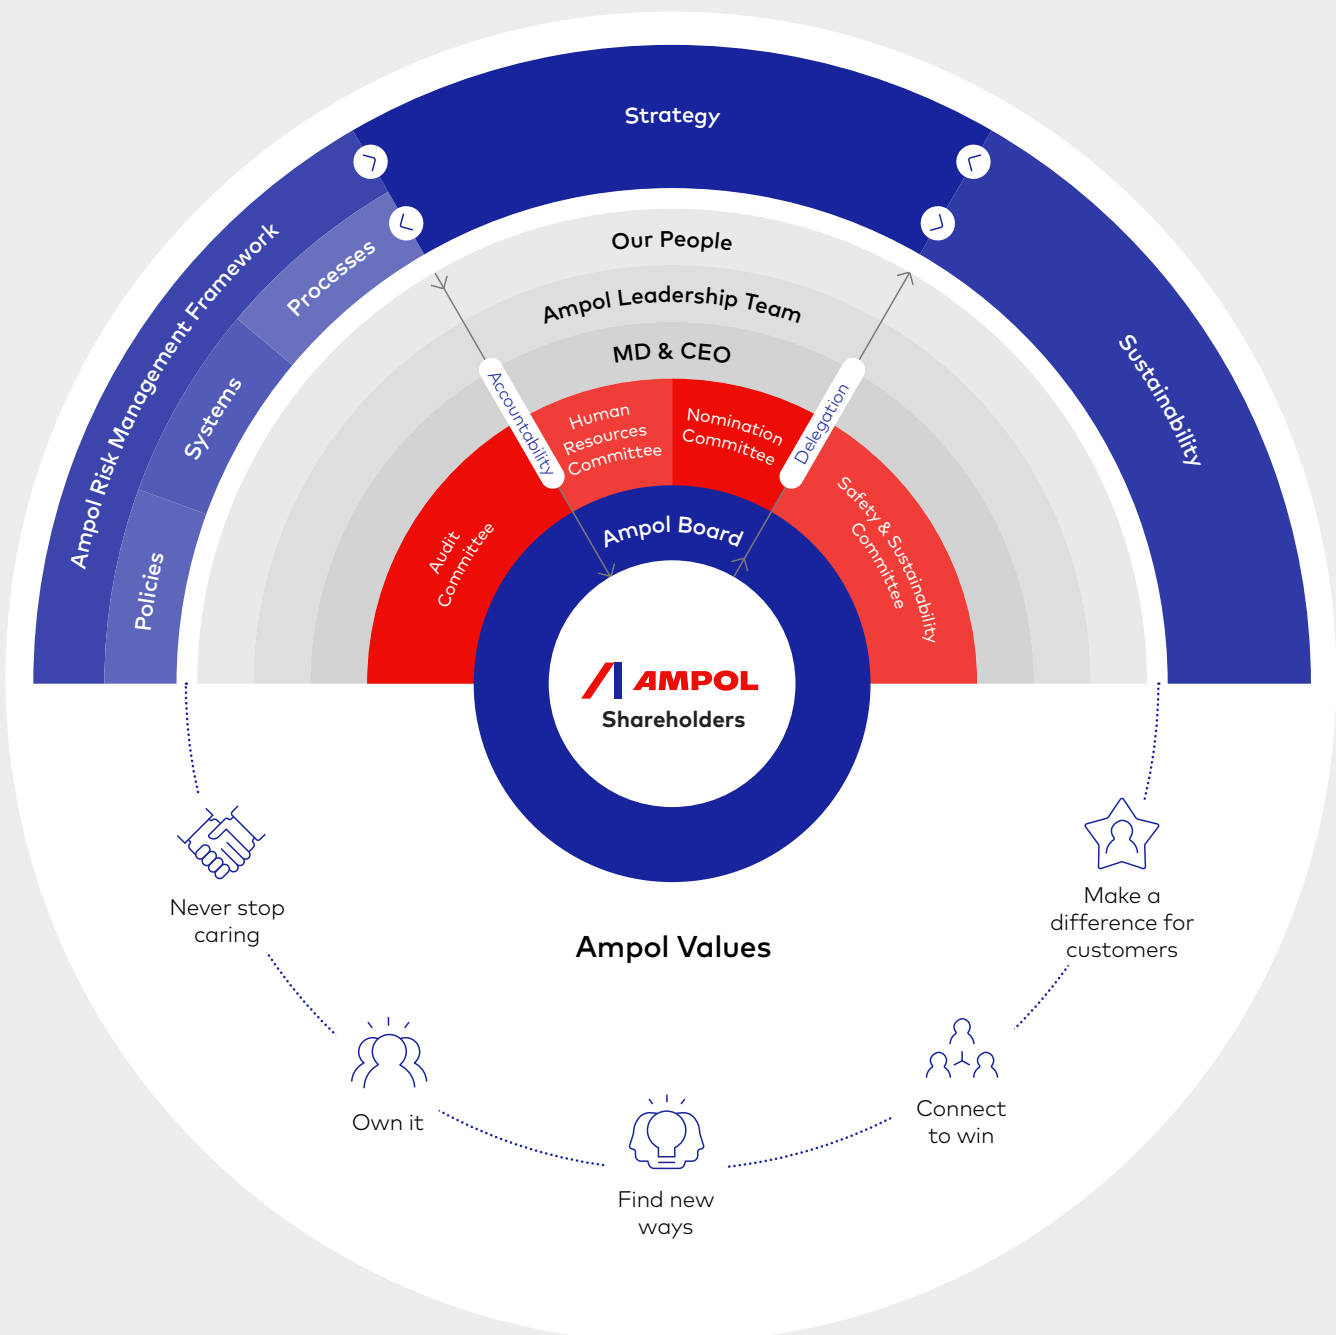 Strategy
Ampol Risk Management Framework
Processes
Systems
Policies
Sustainability
Our People
Ampol Leadership Team
MD & CEO
Accountability
Delegation
Human
Resources
Committee
Nomination
Committee
Audit
Committee
Safety & Sustainability
Committee
Ampol Board
AMPOL
Shareholders
Never stop
caring
Make a
difference for
customers
Ampol Values
Own it
Connect
to win
Find new
ways